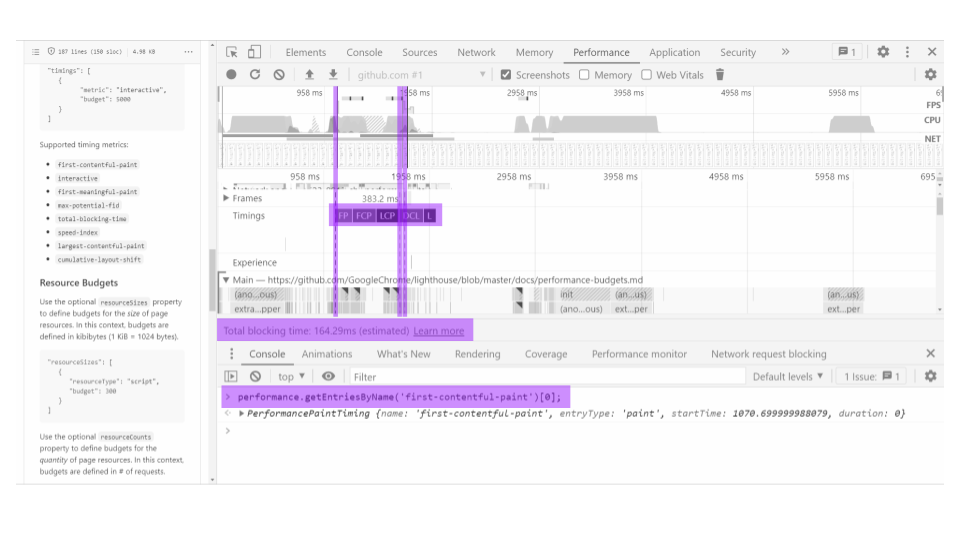 187 lines (150 sloc) 4.98 KB
"timings": [
{
"metric": "interactive",
"budget": 5000
}
]
Supported timing metrics:
first-contentful-paint
interactive
first-meaningful-paint
max-potential-fid
total-blocking-time
speed-index
largest-contentful-paint
cumulative-layout-shift
Resource Budgets
Use the optional resourceSizes property
to define budgets for the size of page
resources. In this context, budgets are
defined in kibibytes (1 KiB = 1024 bytes).
"resourceSizes": [
{
"resourceType": "script",
"budget": 300
}
]
Use the optional resourceCounts
property to define budgets for the
quantity of page resources. In this context,
budgets are defined in # of requests.
Elements Console Sources Network Memory Performance Application Security » 1
github.com #1 Screenshots Memory Web Vitals
958 ms 1958 ms 2958 ms 3958 ms 4958 ms 5958 ms
FPS
CPU
NET
958 ms 1958 ms 2958 ms 3958 ms 4958 ms 5958 ms 695
Frames 383.2 ms
Timings FP FCP LCP DCL L
Experience
Main — https://github.com/GoogleChrome/lighthouse/blob/master/docs/performance-budgets.md
(ano...ous) init (an...us) (an...us)
extra...pper (ano...ous) ext...per ext...per
Total blocking time: 164.29ms (estimated) Learn more
Console Animations What's New Rendering Coverage Performance monitor Network request blocking
top Filter Default levels 1 Issue: 1
> performance.getEntriesByName('first-contentful-paint')[0];
PerformancePaintTiming {name: 'first-contentful-paint', entryType: 'paint', startTime: 1070.699999988079, duration: 0}
>